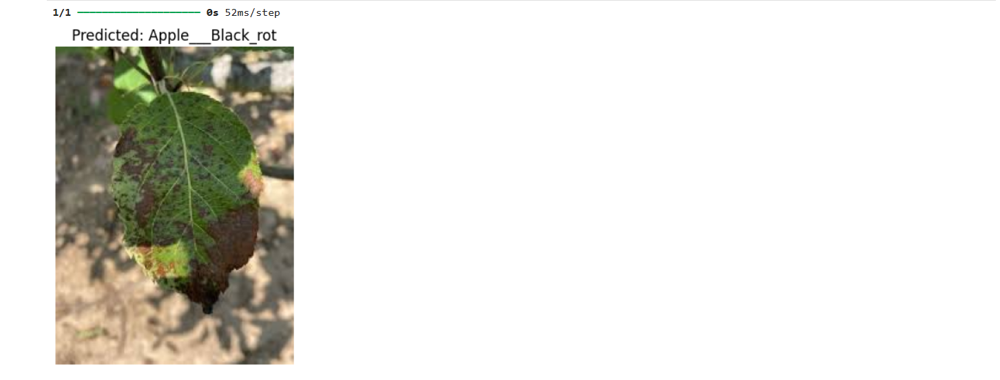 1/1 ━━━━━━━━━━━━━━━━━━━━ 0s 52ms/step
Predicted: Apple___Black_rot